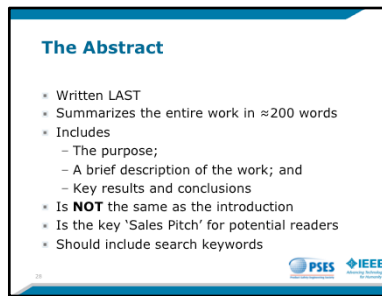 The Abstract
Written LAST
Summarizes the entire work in ≈200 words
Includes
– The purpose;
– A brief description of the work; and
– Key results and conclusions
Is NOT the same as the introduction
Is the key ‘Sales Pitch’ for potential readers
Should include search keywords
PSES
IEEE